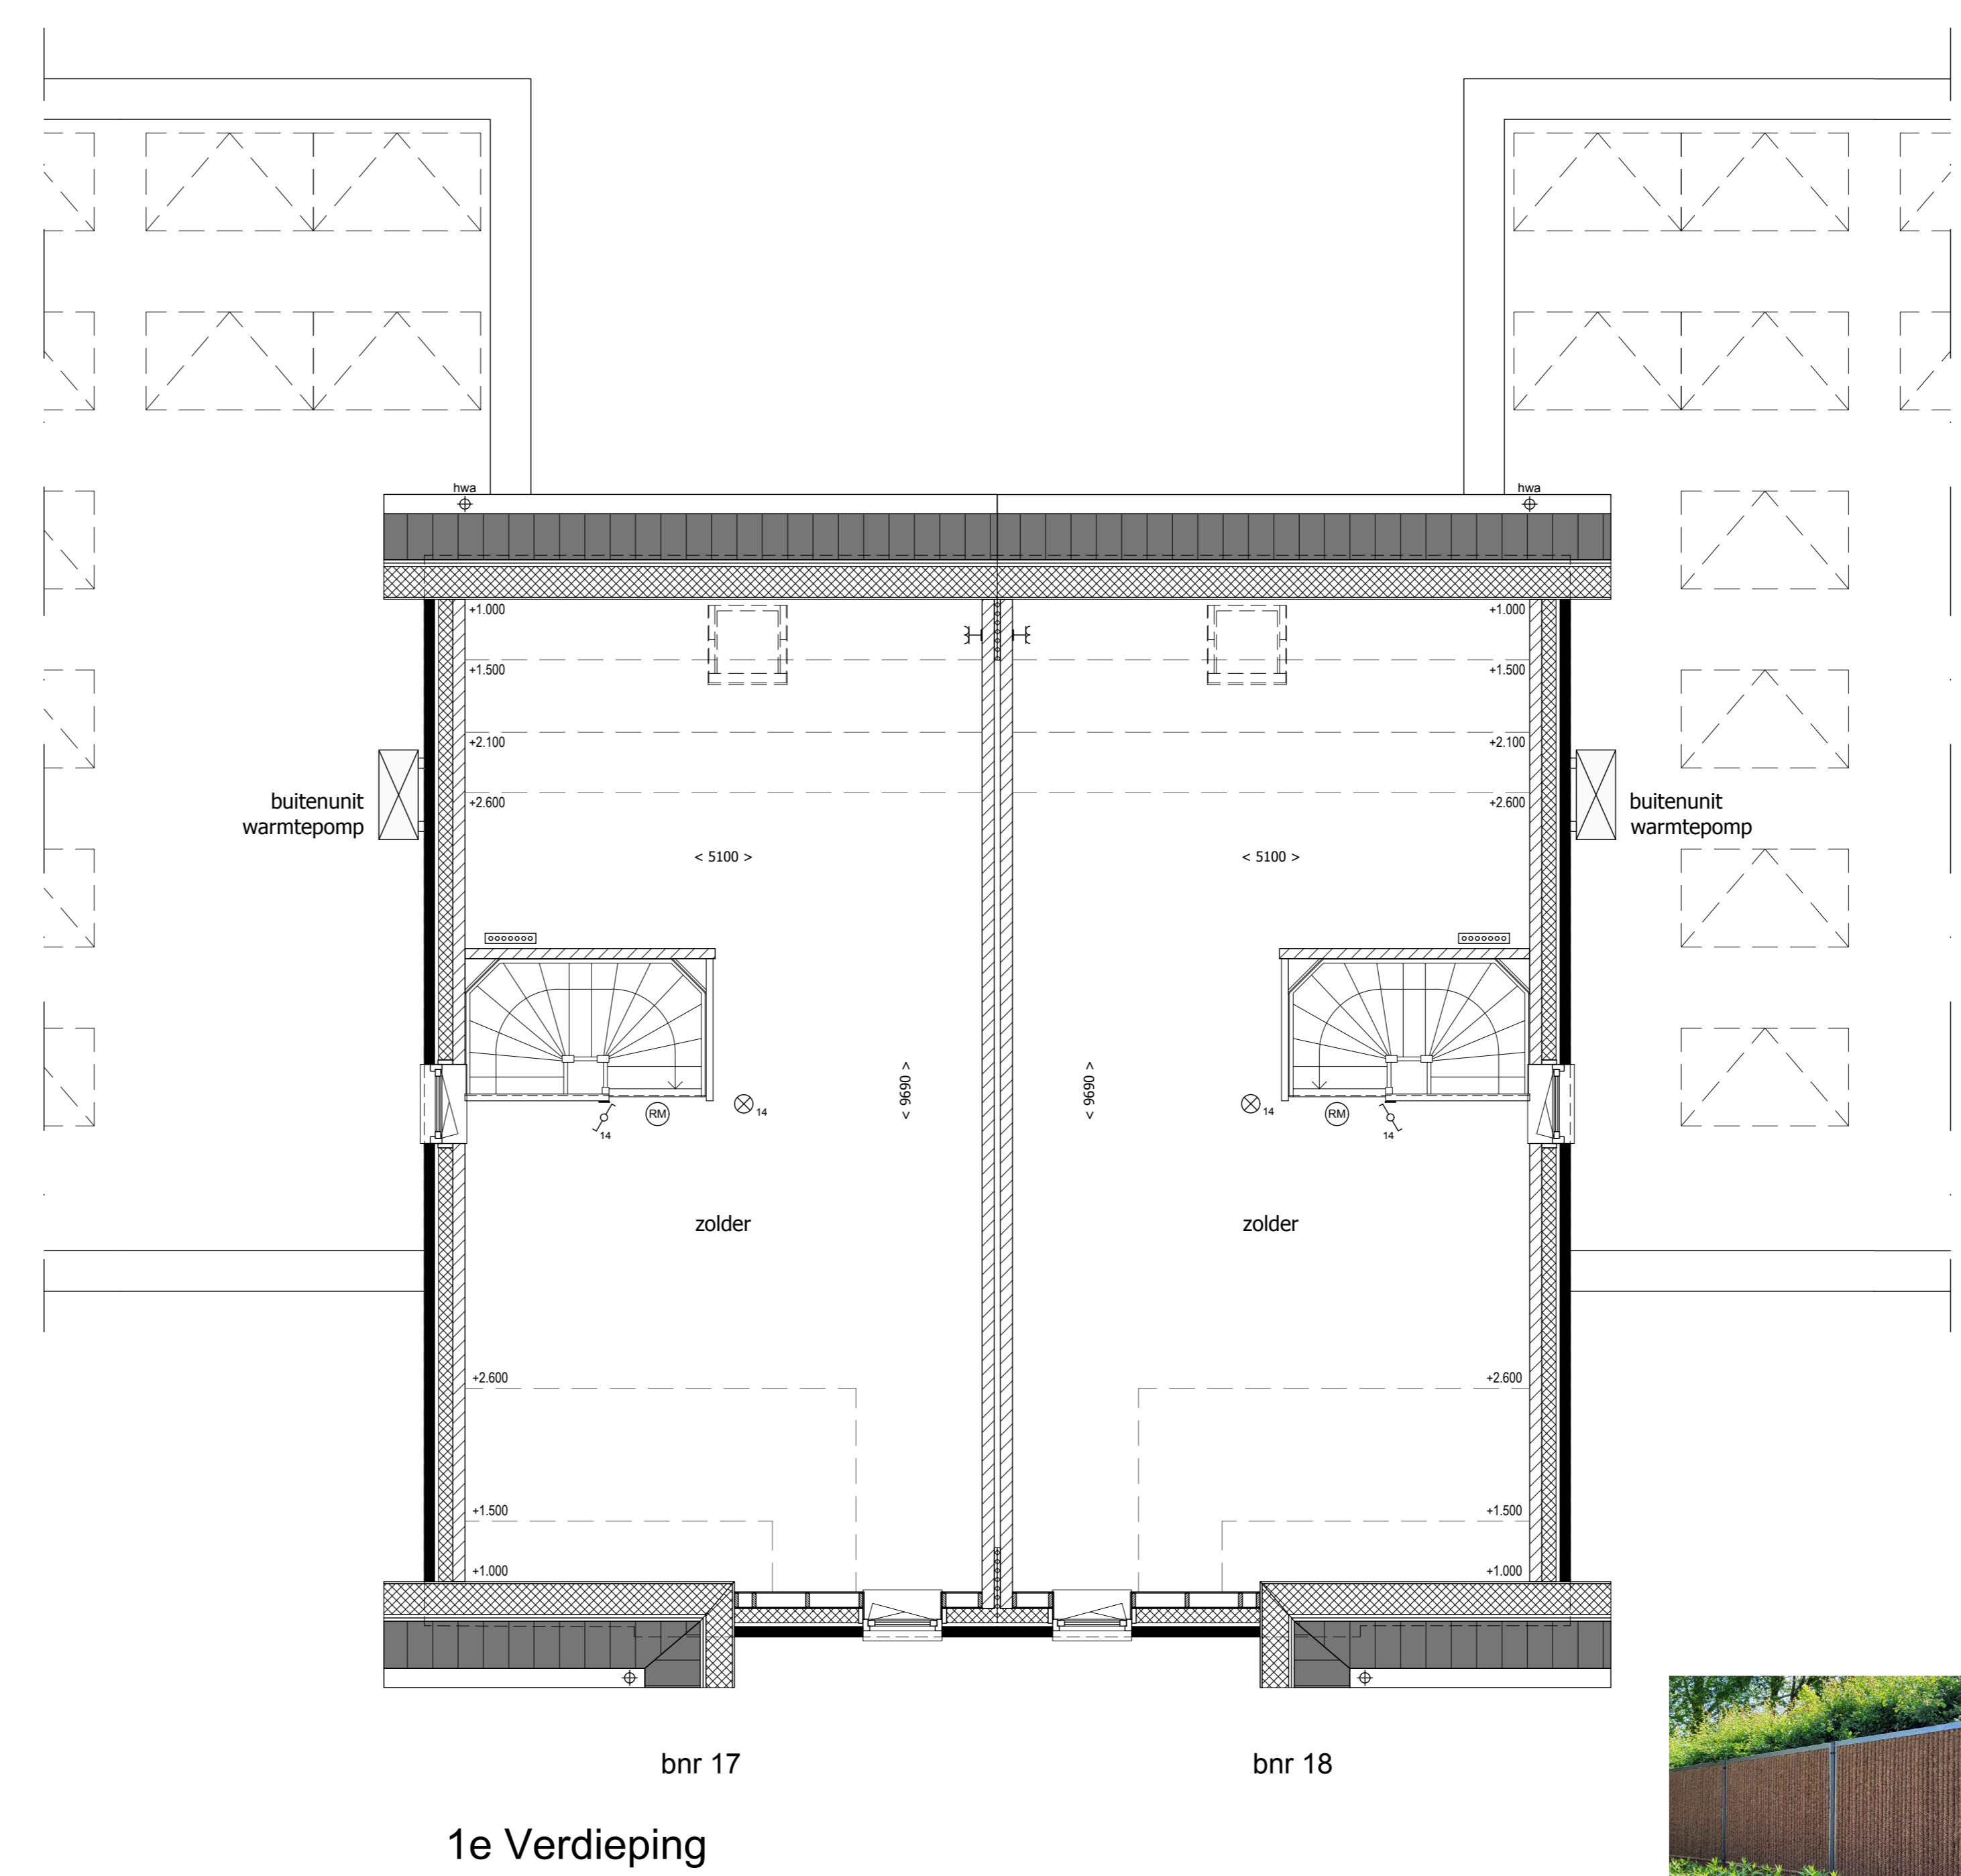 hwa
hwa
+1.000
+1.000
+1.500
+1.500
+2.100
+2.100
+2.600
+2.600
buitenunit
warmtepomp
buitenunit
warmtepomp
< 5100 >
< 5100 >
< 9690 >
< 9690 >
RM
14
14
14
RM
14
zolder
zolder
+2.600
+2.600
+1.500
+1.500
+1.000
+1.000
bnr 17
bnr 18
1e Verdieping